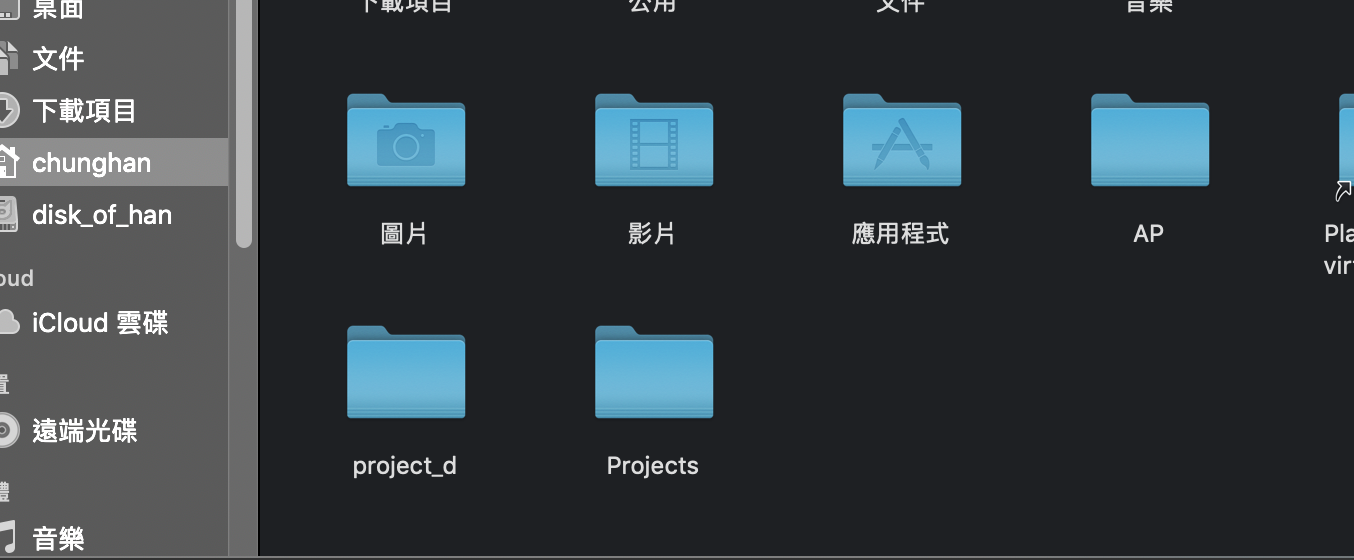 桌面
文件
下載項目
chunghan
disk_of_han
oud
iCloud 雲碟
置
遠端光碟
體
音樂
下載項目
公用
文件
音樂
圖片
影片
應用程式
AP
Pla
vir
project_d
Projects